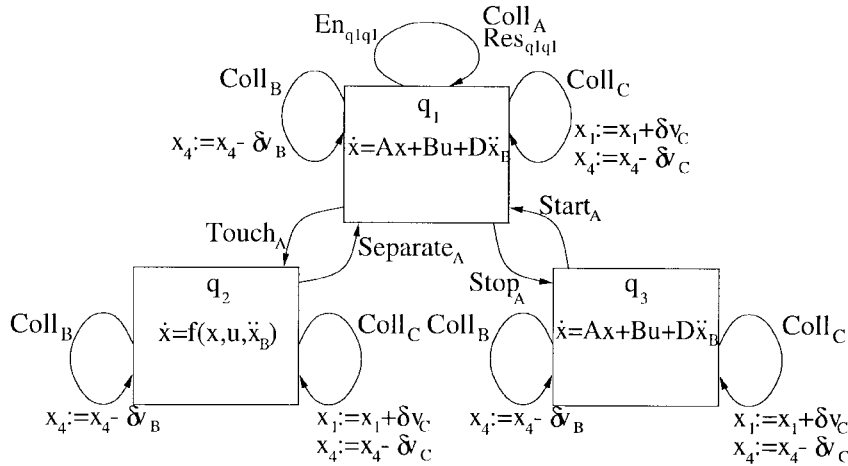 En_q1q1
Coll_A
Res_q1q1
Coll_B
x_4:=x_4- δv_B
q_1
ẋ=Ax+Bu+Dẍ_B
Coll_C
x_1:=x_1+δv_C
x_4:=x_4- δv_C
Touch_A
Separate_A
Stop_A
Start_A
Coll_B
x_4:=x_4- δv_B
q_2
ẋ=f(x,u,ẍ_B)
Coll_C
x_1:=x_1+δv_C
x_4:=x_4- δv_C
Coll_B
x_4:=x_4- δv_B
q_3
ẋ=Ax+Bu+Dẍ_B
Coll_C
x_1:=x_1+δv_C
x_4:=x_4- δv_C